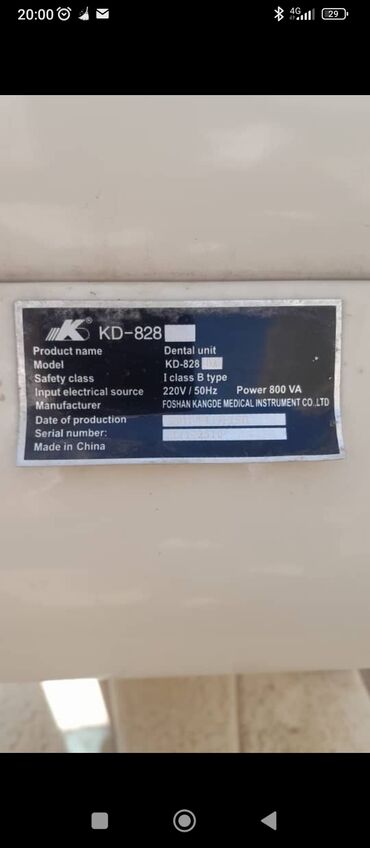 20:00
4G
29
KD-828
Product name Dental unit
Model KD-828
Safety class I class B type
Input electrical source 220V / 50Hz Power 800 VA
Manufacturer FOSHAN KANGDE MEDICAL INSTRUMENT CO.,LTD
Date of production
Serial number:
Made in China